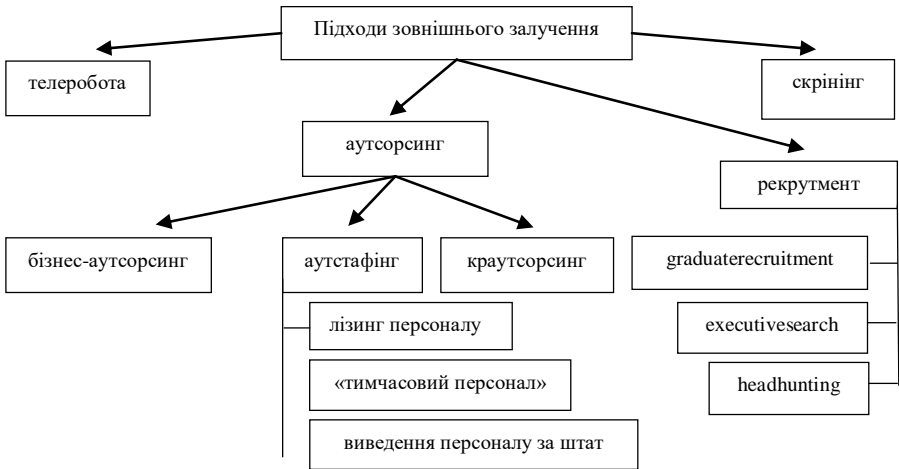 Підходи зовнішнього залучення
телеробота
скрінінг
аутсорсинг
рекрутмент
бізнес-аутсорсинг
аутстафінг
краутсорсинг
graduaterecruitment
лізинг персоналу
executivesearch
«тимчасовий персонал»
headhunting
виведення персоналу за штат